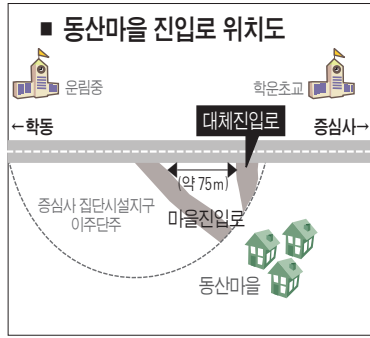 ■ 동산마을 진입로 위치도
운림중
학운초교
←학동
대체진입로
증심사→
(약 75m)
마을진입로
증심사 집단시설지구
이주단주
동산마을